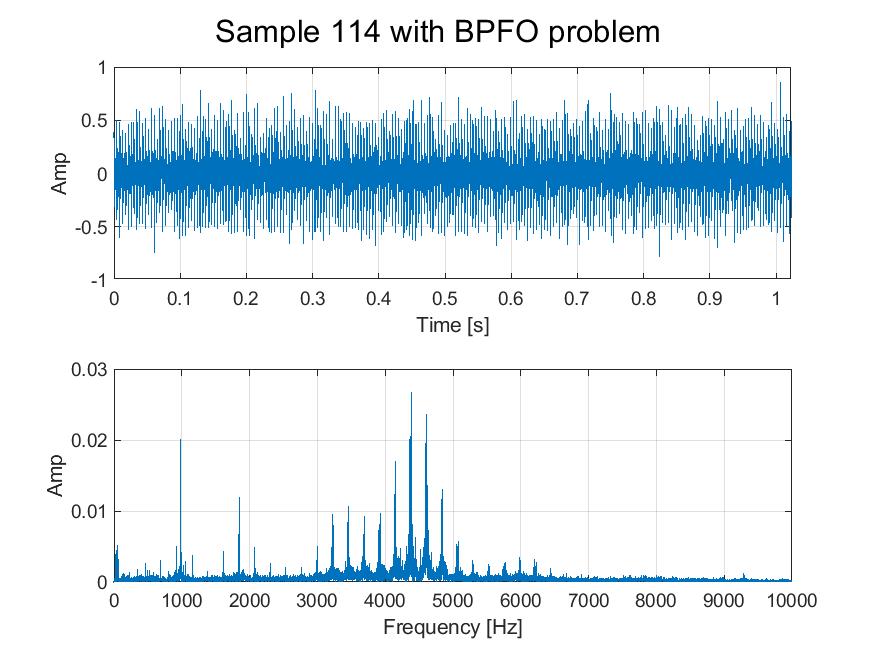 Sample 114 with BPFO problem
1
0.5
0
-0.5
-1
Amp
0 0.1 0.2 0.3 0.4 0.5 0.6 0.7 0.8 0.9 1
Time [s]
0.03
0.02
0.01
0
Amp
0 1000 2000 3000 4000 5000 6000 7000 8000 9000 10000
Frequency [Hz]